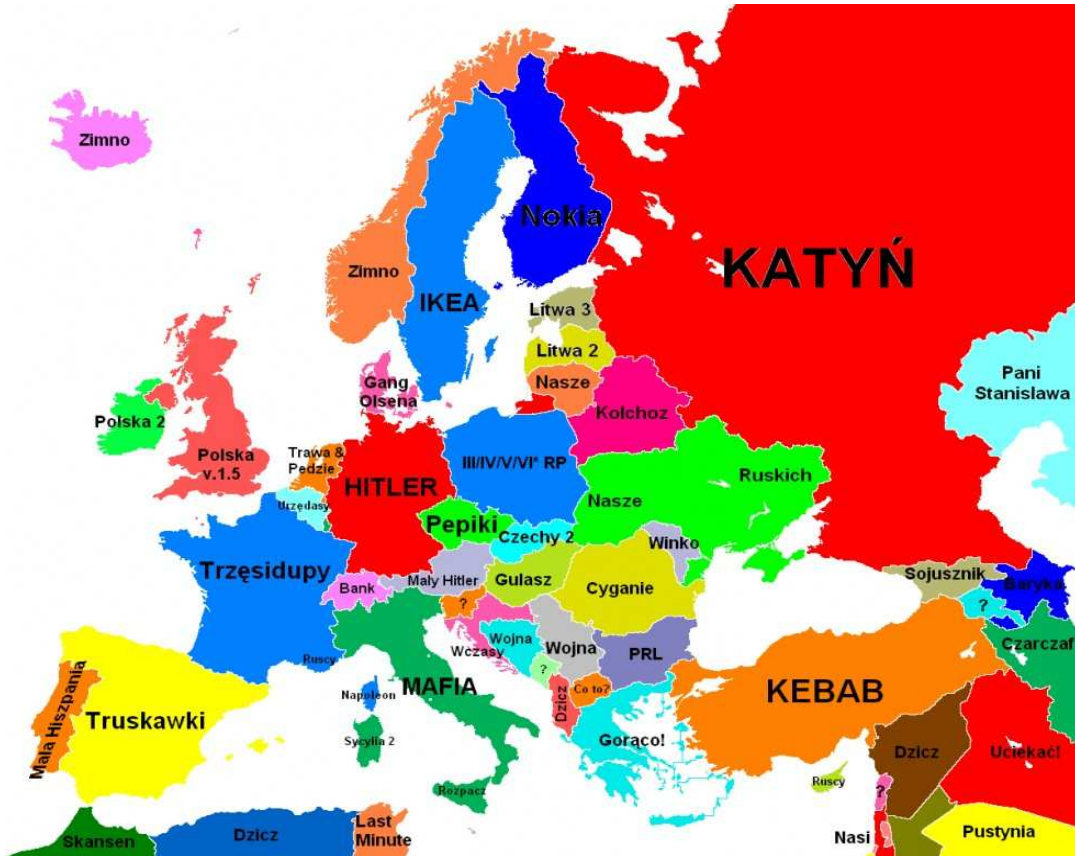 Zimno
Nokia
KATYŃ
Zimno
IKEA
Litwa 3
Litwa 2
Pani
Stanislawa
Gang
Olsena
Nasze
Kolchoz
Polska 2
Polska
v.1.5
Trawa &
Pedzie
III/IV/V/VI* RP
HITLER
Ruskich
Urzędasy
Nasze
Pepiki
Czechy 2
Winko
Trzęsidupy
Bank
Mały Hitler
Gulasz
Cyganie
Sojusznik
Baryka
?
?
Czarczaf
Wczasy
Wojna
Wojna
PRL
Ruscy
?
MAFIA
Napoleon
Dzicz
Co to?
KEBAB
Mala Hiszpania
Truskawki
Sycylia 2
Gorąco!
Dzicz
Uciekać!
Rozpacz
Ruscy
?
Skansen
Dzicz
Last
Minute
Nasi
Pustynia